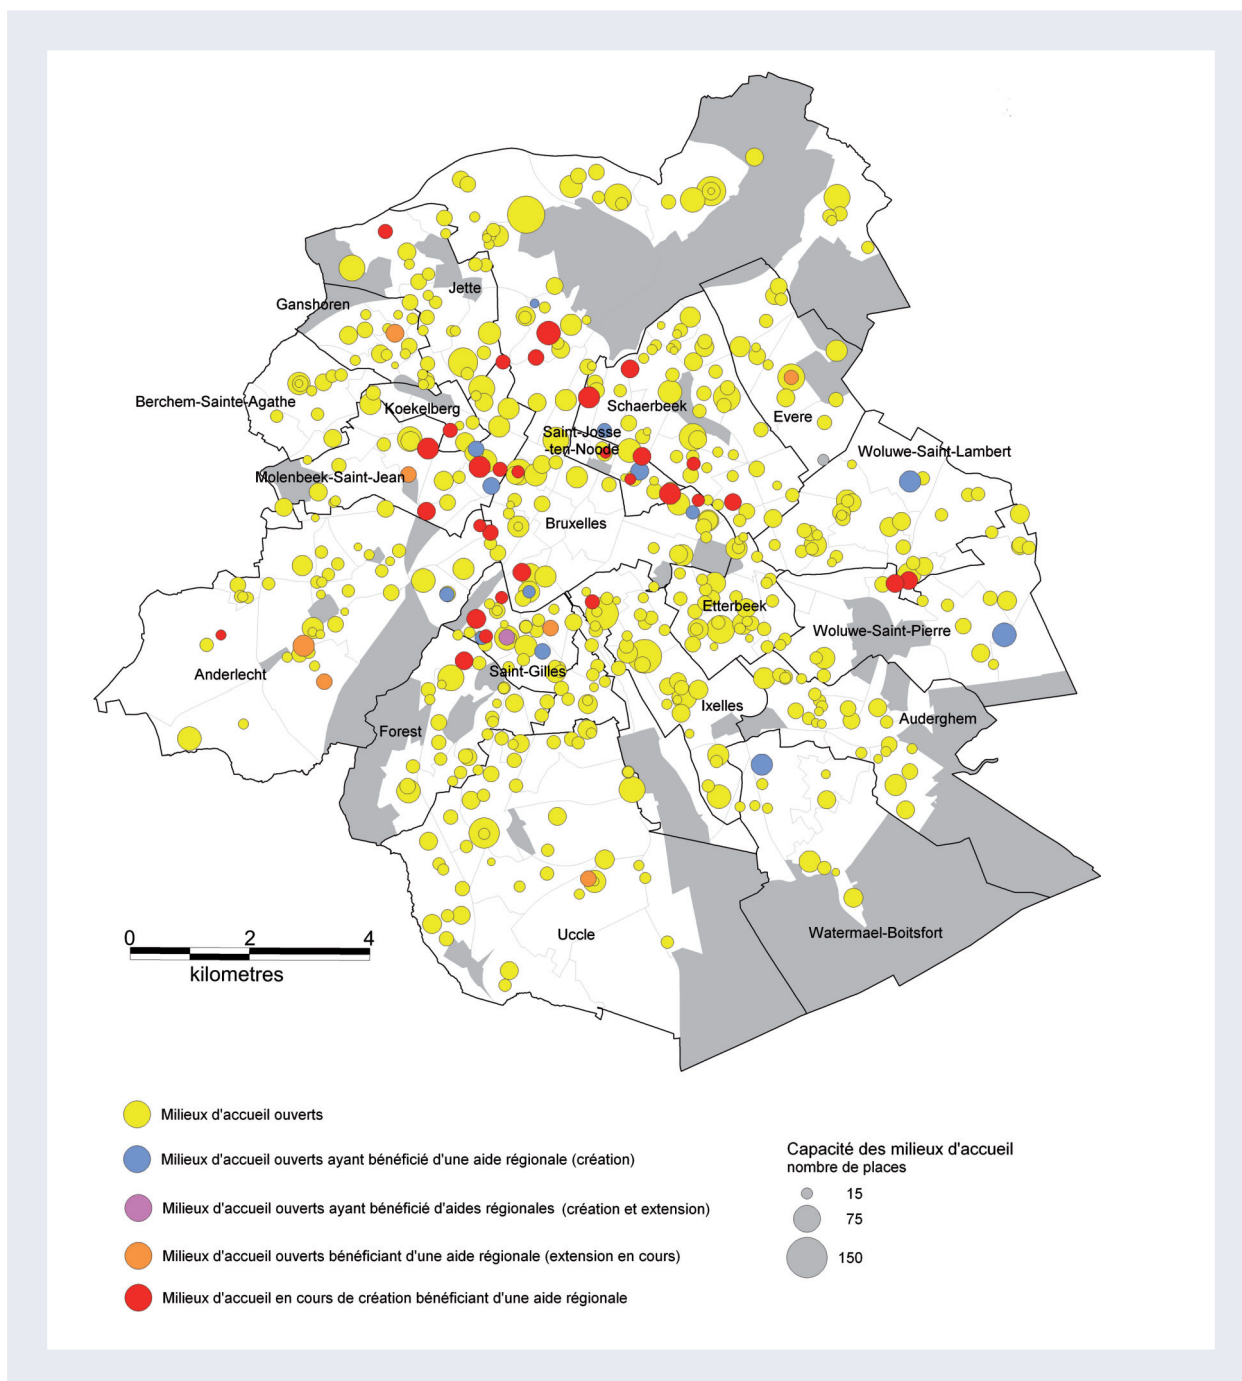 Jette
Ganshoren
Berchem-Sainte-Agathe
Koekelberg
Schaerbeek
Evere
Saint-Josse
-ten-Noode
Woluwe-Saint-Lambert
Molenbeek-Saint-Jean
Bruxelles
Etterbeek
Woluwe-Saint-Pierre
Anderlecht
Saint-Gilles
Ixelles
Auderghem
Forest
Uccle
Watermael-Boitsfort
0 2 4
kilometres
Milieux d'accueil ouverts
Milieux d'accueil ouverts ayant bénéficié d'une aide régionale (création)
Milieux d'accueil ouverts ayant bénéficié d'aides régionales (création et extension)
Milieux d'accueil ouverts bénéficiant d'une aide régionale (extension en cours)
Milieux d'accueil en cours de création bénéficiant d'une aide régionale
Capacité des milieux d'accueil
nombre de places
15
75
150